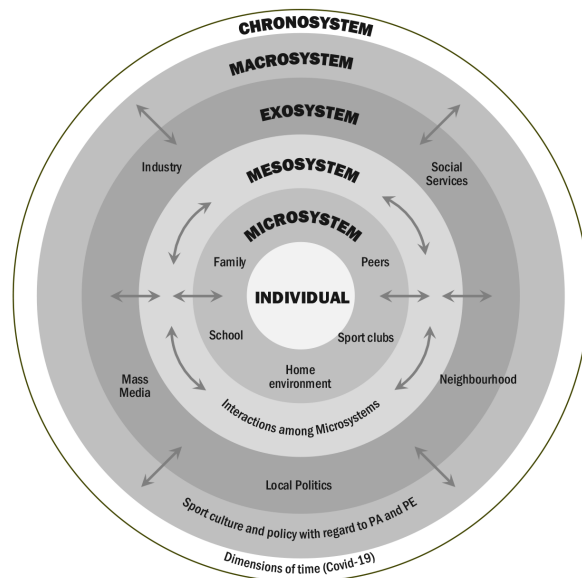 CHRONOSYSTEM
MACROSYSTEM
EXOSYSTEM
Industry
Social
Services
MESOSYSTEM
MICROSYSTEM
Family
Peers
INDIVIDUAL
School
Sport clubs
Home
environment
Mass
Media
Neighbourhood
Interactions among Microsystems
Local Politics
Sport culture and policy with regard to PA and PE
Dimensions of time (Covid-19)